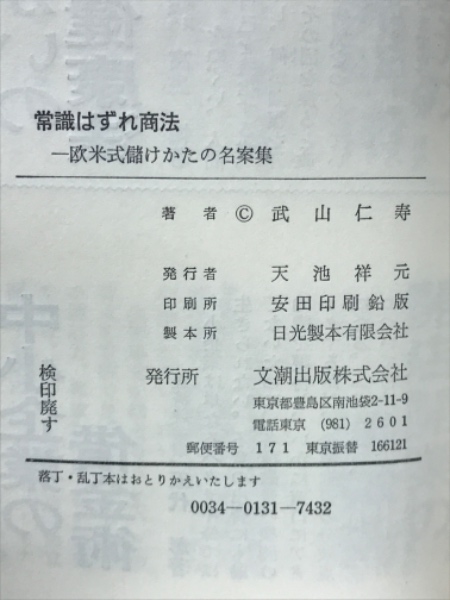 常識はずれ商法
―欧米式儲けかたの名案集
著者 © 武山仁寿
発行者 天池祥元
印刷所 安田印刷鉛版
製本所 日光製本有限会社
検印廃す
発行所 文潮出版株式会社
東京都豊島区南池袋2-11-9
電話東京 (981) 2601
郵便番号 171 東京振替 166121
落丁・乱丁本はおとりかえいたします
0034―0131―7432